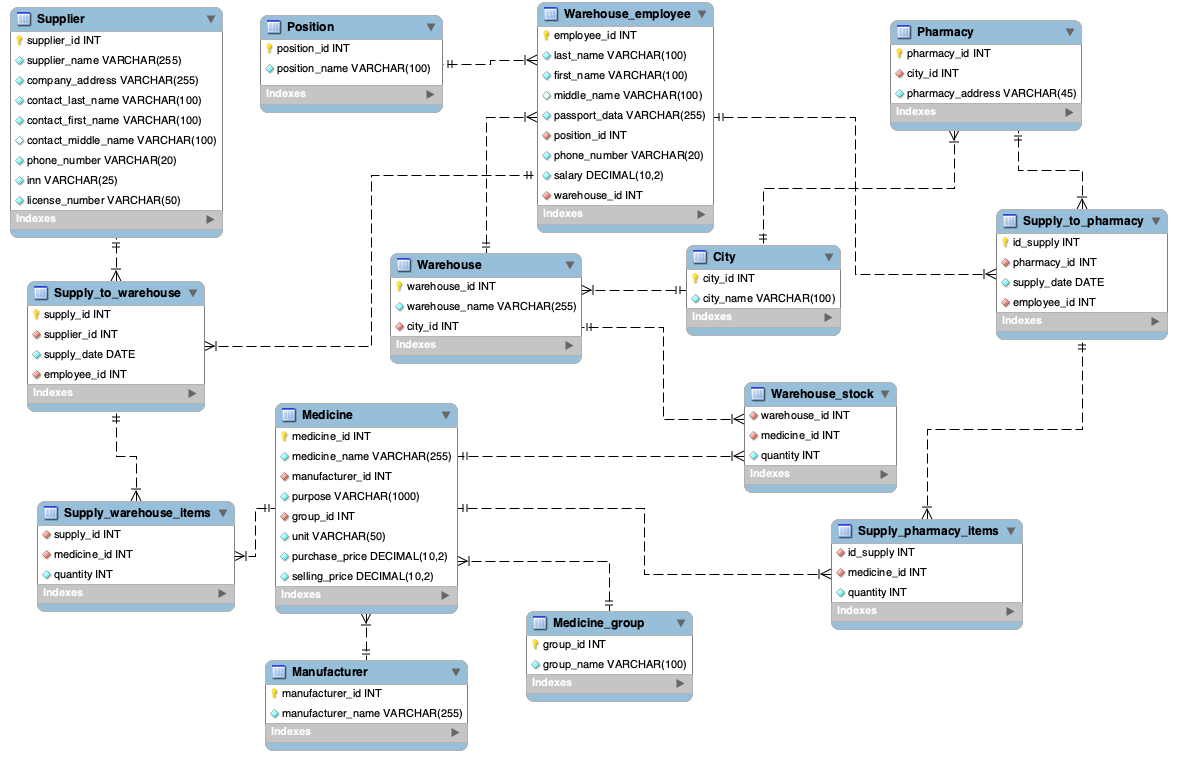 Supplier
supplier_id INT
supplier_name VARCHAR(255)
company_address VARCHAR(255)
contact_last_name VARCHAR(100)
contact_first_name VARCHAR(100)
contact_middle_name VARCHAR(100)
phone_number VARCHAR(20)
inn VARCHAR(25)
license_number VARCHAR(50)
Indexes
Position
position_id INT
position_name VARCHAR(100)
Indexes
Warehouse_employee
employee_id INT
last_name VARCHAR(100)
first_name VARCHAR(100)
middle_name VARCHAR(100)
passport_data VARCHAR(255)
position_id INT
phone_number VARCHAR(20)
salary DECIMAL(10,2)
warehouse_id INT
Indexes
Pharmacy
pharmacy_id INT
city_id INT
pharmacy_address VARCHAR(45)
Indexes
Supply_to_pharmacy
id_supply INT
pharmacy_id INT
supply_date DATE
employee_id INT
Indexes
Warehouse
warehouse_id INT
warehouse_name VARCHAR(255)
city_id INT
Indexes
City
city_id INT
city_name VARCHAR(100)
Indexes
Supply_to_warehouse
supply_id INT
supplier_id INT
supply_date DATE
employee_id INT
Indexes
Warehouse_stock
warehouse_id INT
medicine_id INT
quantity INT
Indexes
Medicine
medicine_id INT
medicine_name VARCHAR(255)
manufacturer_id INT
purpose VARCHAR(1000)
group_id INT
unit VARCHAR(50)
purchase_price DECIMAL(10,2)
selling_price DECIMAL(10,2)
Indexes
Supply_warehouse_items
supply_id INT
medicine_id INT
quantity INT
Indexes
Supply_pharmacy_items
id_supply INT
medicine_id INT
quantity INT
Indexes
Medicine_group
group_id INT
group_name VARCHAR(100)
Indexes
Manufacturer
manufacturer_id INT
manufacturer_name VARCHAR(255)
Indexes